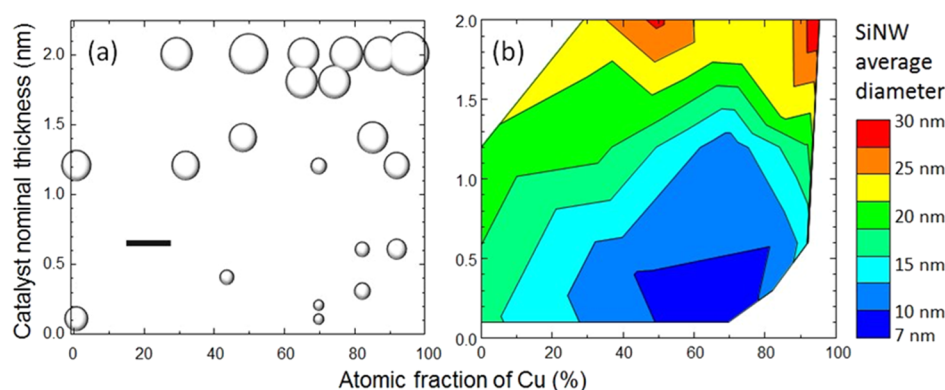 (a)
Catalyst nominal thickness (nm)
2.0
1.5
1.0
0.5
0.0
0 20 40 60 80 100
(b)
2.0
1.5
1.0
0.5
0.0
0 20 40 60 80 100
Atomic fraction of Cu (%)
SiNW
average
diameter
30 nm
25 nm
20 nm
15 nm
10 nm
7 nm